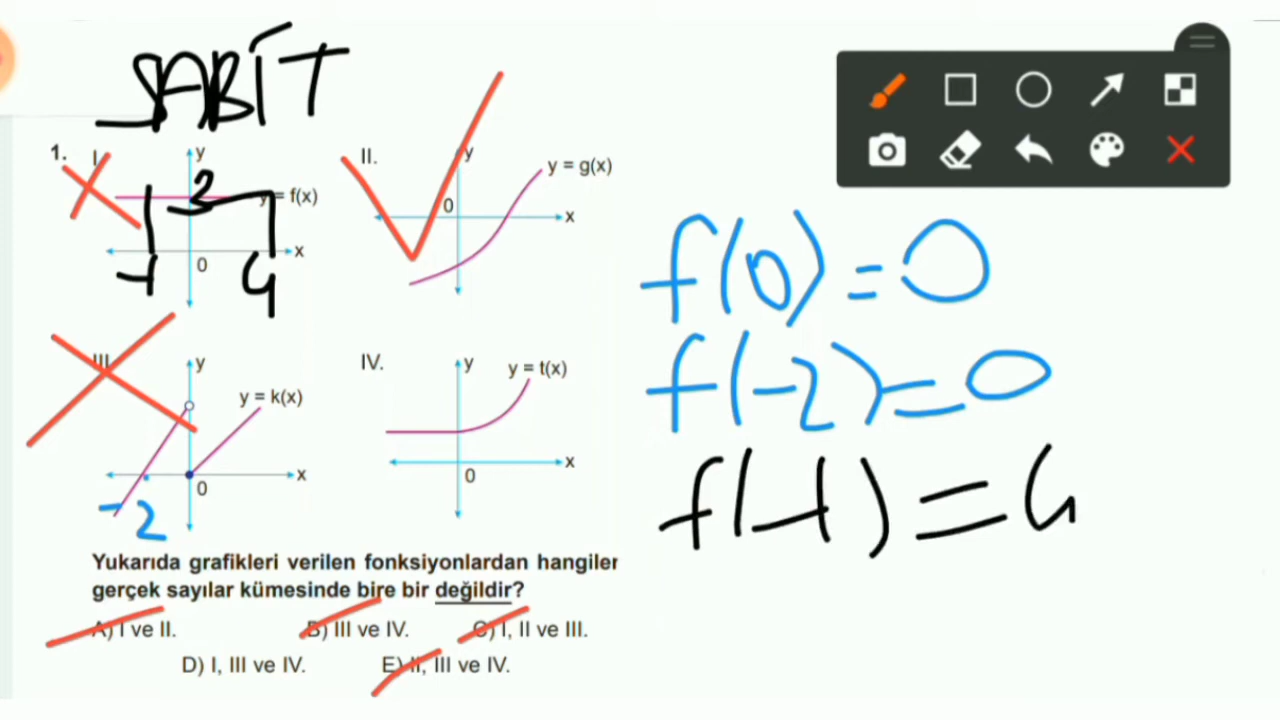 SABİT
1.
I.
y
3
y = f(x)
x
0
-1
4
II.
y
y = g(x)
0
x
III.
y
y = k(x)
x
0
-2
IV.
y
y = t(x)
x
0
f(0)=0
f(-2)=0
f(-1)=4
Yukarıda grafikleri verilen fonksiyonlardan hangiler
gerçek sayılar kümesinde bire bir değildir?
A) I ve II. B) III ve IV. C) I, II ve III.
D) I, III ve IV. E) II, III ve IV.